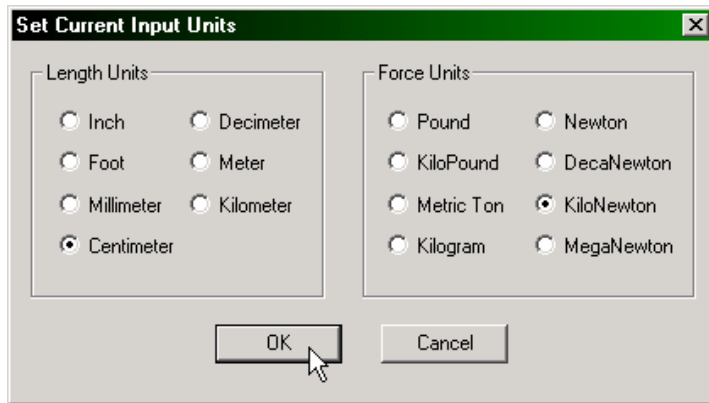 Set Current Input Units
Length Units
Inch
Decimeter
Foot
Meter
Millimeter
Kilometer
Centimeter
Force Units
Pound
Newton
KiloPound
DecaNewton
Metric Ton
KiloNewton
Kilogram
MegaNewton
OK
Cancel